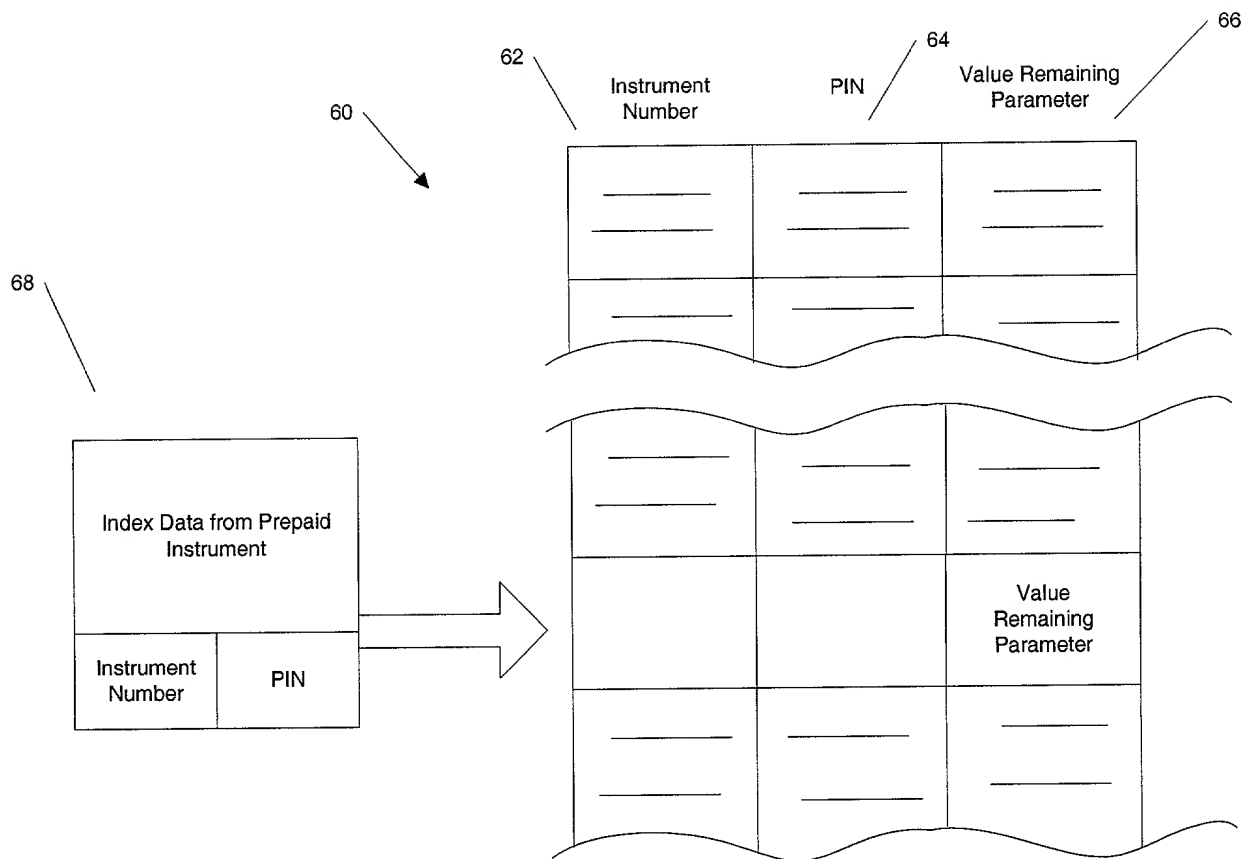 66
64
62
Instrument
Number
PIN
Value Remaining
Parameter
60
68
Index Data from Prepaid
Instrument
Instrument
Number
PIN
Value
Remaining
Parameter